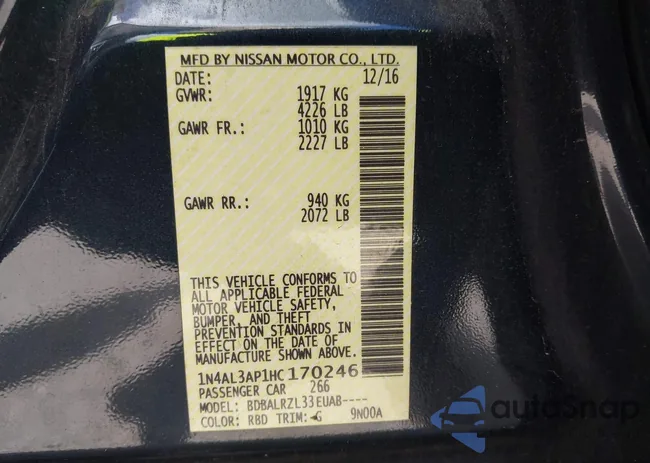 MFD BY NISSAN MOTOR CO., LTD.
DATE: 12/16
GVWR: 1917 KG
4226 LB
GAWR FR.: 1010 KG
2227 LB
GAWR RR.: 940 KG
2072 LB
THIS VEHICLE CONFORMS TO
ALL APPLICABLE FEDERAL
MOTOR VEHICLE SAFETY,
BUMPER, AND THEFT
PREVENTION STANDARDS IN
EFFECT ON THE DATE OF
MANUFACTURE SHOWN ABOVE.
1N4AL3AP1HC170246
PASSENGER CAR 266
MODEL: BDBALRZL33EUAB----
COLOR: RBD TRIM: G 9N00A
autoSnap